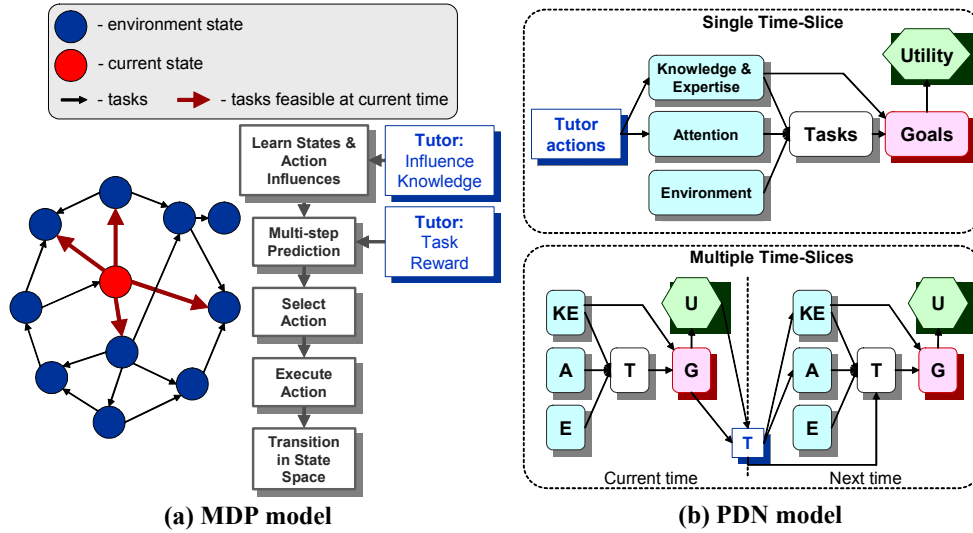 - environment state
- current state
- tasks
- tasks feasible at current time
Learn States &
Action
Influences
Tutor:
Influence
Knowledge
Multi-step
Prediction
Tutor:
Task
Reward
Select
Action
Execute
Action
Transition
in State
Space
(a) MDP model
Single Time-Slice
Knowledge &
Expertise
Utility
Tutor
actions
Attention
Tasks
Goals
Environment
Multiple Time-Slices
KE
U
A
T
G
E
T
KE
U
A
T
G
E
Current time
Next time
(b) PDN model